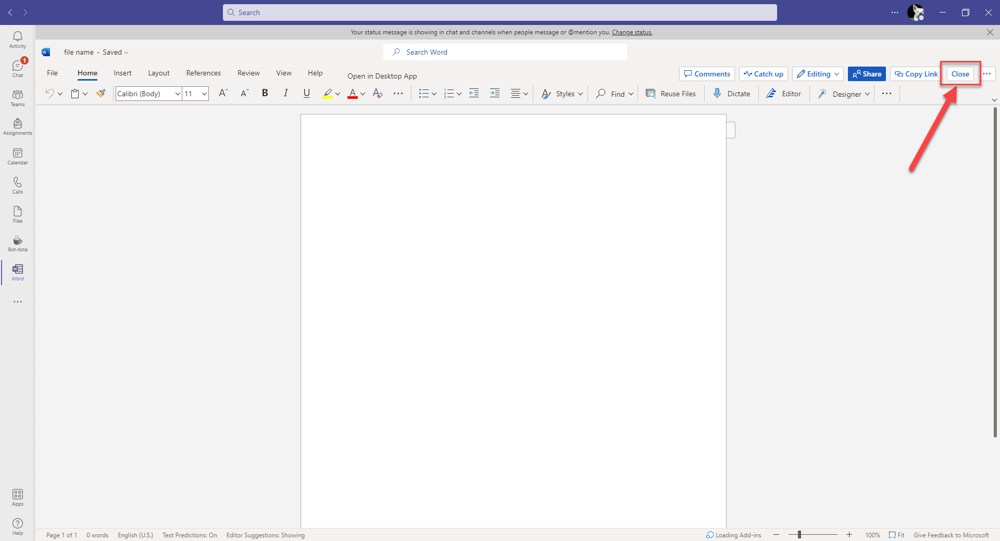 Search
Your status message is showing in chat and channels when people message or @mention you. Change status.
Activity
1
Chat
Teams
Assignments
Calendar
Calls
Files
Bot-tista
Word
Apps
Help
file name - Saved
Search Word
File Home Insert Layout References Review View Help Open in Desktop App
Comments Catch up Editing Share Copy Link Close
Calibri (Body) 11 A A B I U A A Styles Find Reuse Files Dictate Editor Designer
Page 1 of 1 0 words English (U.S.) Text Predictions: On Editor Suggestions: Showing
Loading Add-ins 100% Fit Give Feedback to Microsoft